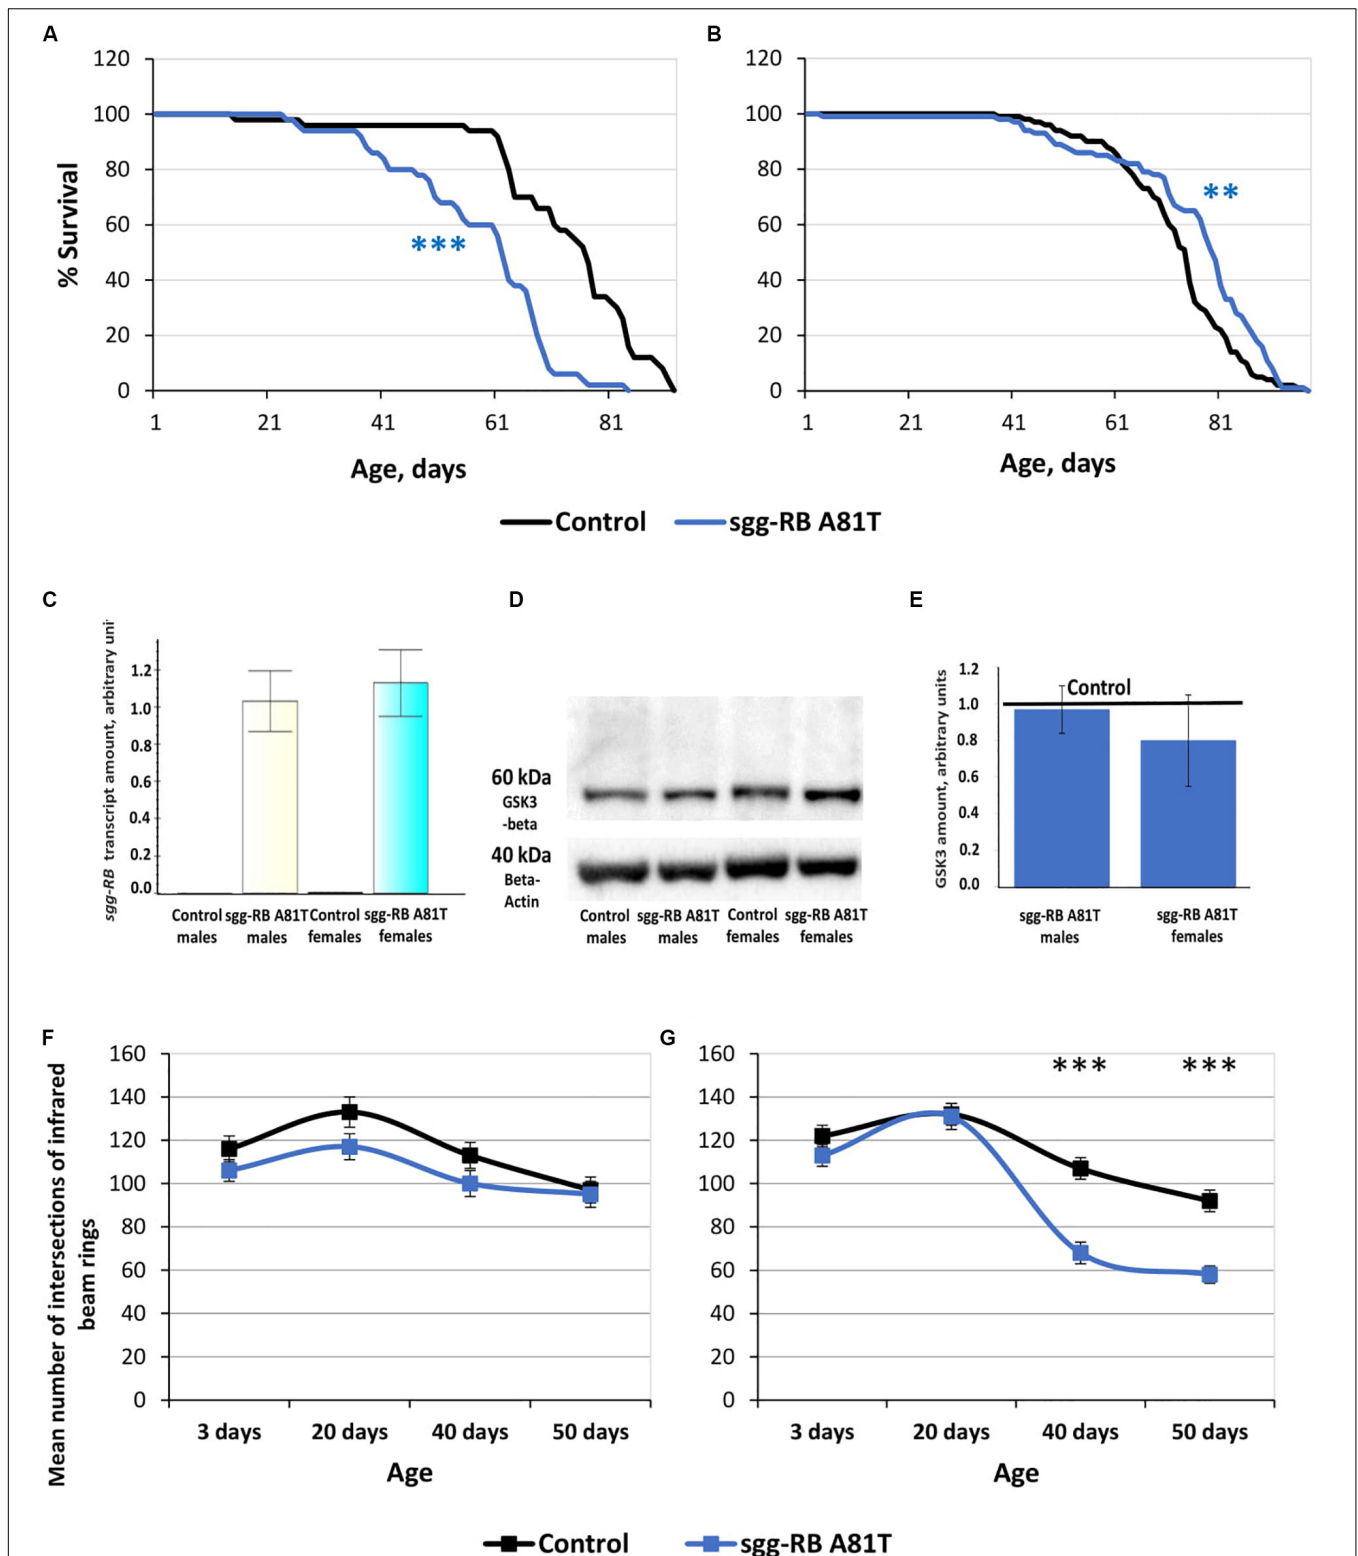 A
B
120
100
80
60
40
20
0
% Survival
***
1 21 41 61 81
Age, days
120
100
80
60
40
20
0
**
1 21 41 61 81
Age, days
Control sgg-RB A81T
C
D
E
sgg-RB transcript amount, arbitrary uni
1.2
1.0
0.8
0.6
0.4
0.2
0.0
Control sgg-RB A81T Control sgg-RB A81T
males males females females
60 kDa
GSK3
-beta
40 kDa
Beta-
Actin
Control sgg-RB A81T Control sgg-RB A81T
males males females females
GSK3 amount, arbitrary units
1.2
1.0
0.8
0.6
0.4
0.2
0.0
Control
sgg-RB A81T sgg-RB A81T
males females
F
G
Mean number of intersections of infrared
beam rings
160
140
120
100
80
60
40
20
0
3 days 20 days 40 days 50 days
Age
160
140
120
100
80
60
40
20
0
*** ***
3 days 20 days 40 days 50 days
Age
Control sgg-RB A81T